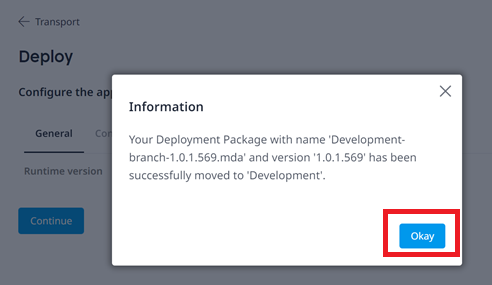 Transport
Deploy
Configure the app
General Con
Runtime version
Continue
Information
Your Deployment Package with name 'Development-
branch-1.0.1.569.mda' and version '1.0.1.569' has been
successfully moved to 'Development'.
Okay